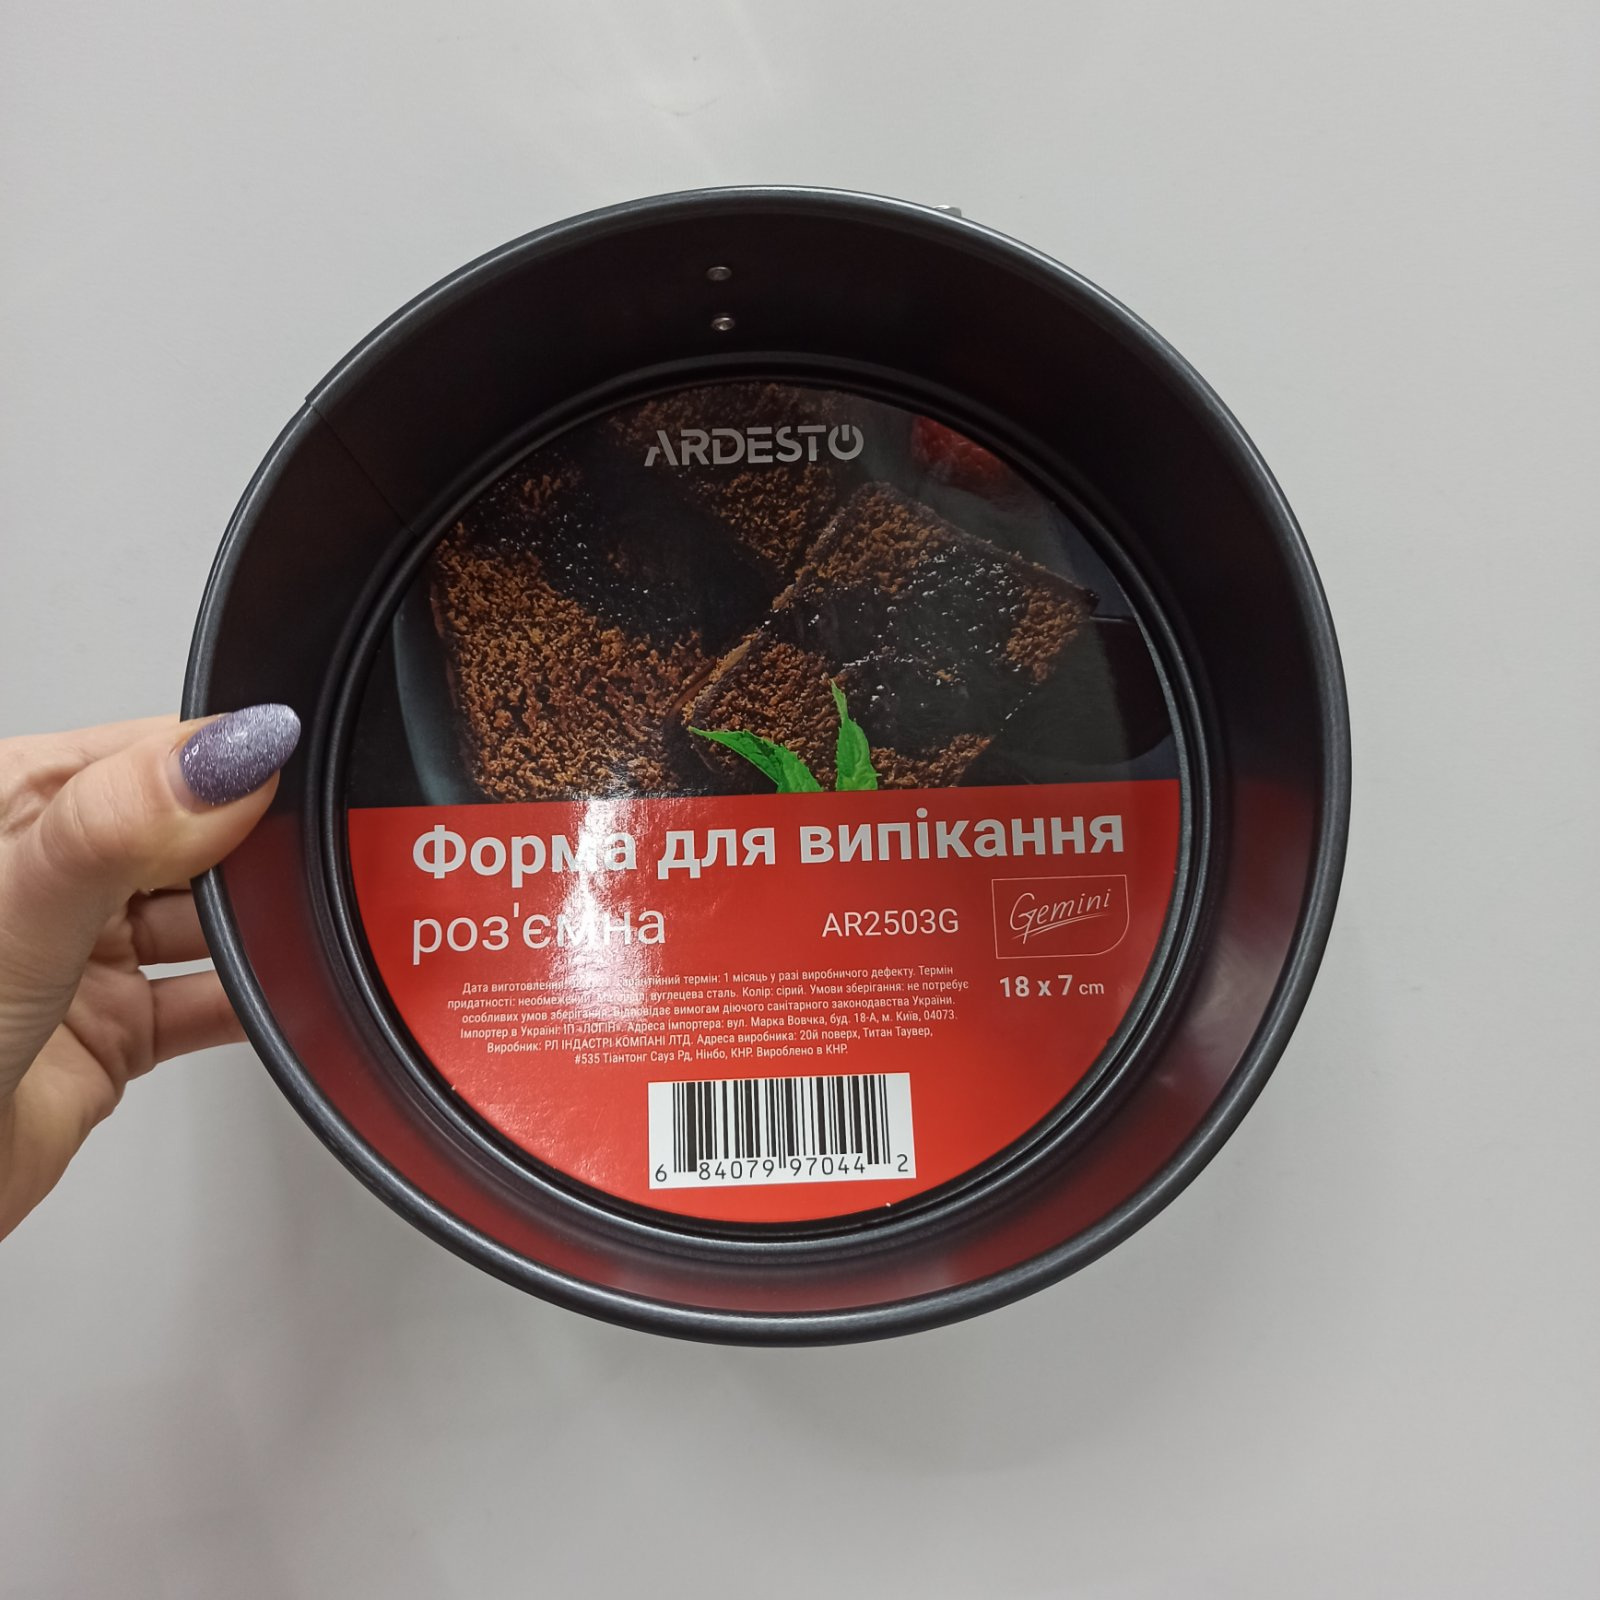 ARDESTO
Форма для випікання
роз'ємна
AR2503G
Gemini
18 x 7 cm
Дата виготовлення Гарантійний термін: 1 місяць у разі виробничого дефекту. Термін
придатності: необмежений. Матеріал: вуглецева сталь. Колір: сірий. Умови зберігання: не потребує
особливих умов зберігання. Відповідає вимогам діючого санітарного законодавства України.
Імпортер в Україні: ІП «ЛОГІН». Адреса імпортера: вул. Марка Вовчка, буд. 18-А, м. Київ, 04073.
Виробник: РЛ ІНДАСТРІ КОМПАНІ ЛТД. Адреса виробника: 20й поверх, Титан Таувер,
#535 Тіантонг Сауз Рд, Нінбо, КНР. Вироблено в КНР.
6 84079 97044 2